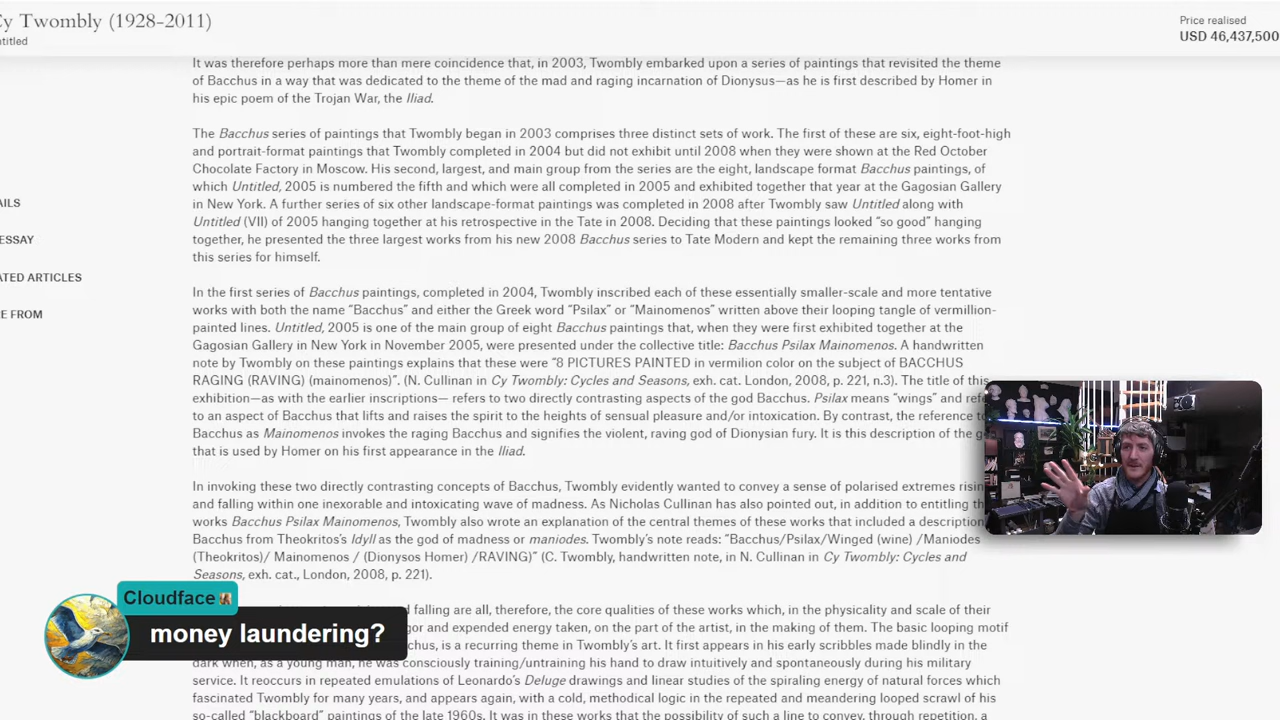 Cy Twombly (1928-2011)
Price realised
USD 46,437,500
It was therefore perhaps more than mere coincidence that, in 2003, Twombly embarked upon a series of paintings that revisited the theme
of Bacchus in a way that was dedicated to the theme of the mad and raging incarnation of Dionysus—as he is first described by Homer in
his epic poem of the Trojan War, the Iliad.
The Bacchus series of paintings that Twombly began in 2003 comprises three distinct sets of work. The first of these are six, eight-foot-high
and portrait-format paintings that Twombly completed in 2004 but did not exhibit until 2008 when they were shown at the Red October
Chocolate Factory in Moscow. His second, largest, and main group from the series are the eight, landscape format Bacchus paintings, of
which Untitled, 2005 is numbered the fifth and which were all completed in 2005 and exhibited together that year at the Gagosian Gallery
in New York. A further series of six other landscape-format paintings was completed in 2008 after Twombly saw Untitled along with
Untitled (VII) of 2005 hanging together at his retrospective in the Tate in 2008. Deciding that these paintings looked “so good” hanging
together, he presented the three largest works from his new 2008 Bacchus series to Tate Modern and kept the remaining three works from
this series for himself.
ESSAY
In the first series of Bacchus paintings, completed in 2004, Twombly inscribed each of these essentially smaller-scale and more tentative
works with both the name “Bacchus” and either the Greek word “Psilax” or “Mainomenos” written above their looping tangle of vermillion-
painted lines. Untitled, 2005 is one of the main group of eight Bacchus paintings that, when they were first exhibited together at the
Gagosian Gallery in New York in November 2005, were presented under the collective title: Bacchus Psilax Mainomenos. A handwritten
note by Twombly on these paintings explains that these were “8 PICTURES PAINTED in vermilion color on the subject of BACCHUS
RAGING (RAVING) (mainomenos)”. (N. Cullinan in Cy Twombly: Cycles and Seasons, exh. cat. London, 2008, p. 221, n.3). The title of this
exhibition—as with the earlier inscriptions— refers to two directly contrasting aspects of the god Bacchus. Psilax means “wings” and
to an aspect of Bacchus that lifts and raises the spirit to the heights of sensual pleasure and/or intoxication. By contrast, the reference
Bacchus as Mainomenos invokes the raging Bacchus and signifies the violent, raving god of Dionysian fury. It is this description of the
that is used by Homer on his first appearance in the Iliad.
ATED ARTICLES
E FROM
In invoking these two directly contrasting concepts of Bacchus, Twombly evidently wanted to convey a sense of polarised extremes
and falling within one inexorable and intoxicating wave of madness. As Nicholas Cullinan has also pointed out, in addition to entitling
works Bacchus Psilax Mainomenos, Twombly also wrote an explanation of the central themes of these works that included a description
Bacchus from Theokritos's Idyll as the god of madness or maniodes. Twombly's note reads: “Bacchus/Psilax/Winged (wine) /Maniodes
(Theokritos)/ Mainomenos / (Dionysos Homer) /RAVING)” (C. Twombly, handwritten note, in N. Cullinan in Cy Twombly: Cycles and
Seasons, exh. cat., London, 2008, p. 221).
Cloudface
money laundering?
falling are all, therefore, the core qualities of these works which, in the physicality and scale of their
and expended energy taken, on the part of the artist, in the making of them. The basic looping motif
is a recurring theme in Twombly's art. It first appears in his early scribbles made blindly in the
dark when, as a young man, he was consciously training/untraining his hand to draw intuitively and spontaneously during his military
service. It reoccurs in repeated emulations of Leonardo's Deluge drawings and linear studies of the spiraling energy of natural forces which
fascinated Twombly for many years, and appears again, with a cold, methodical logic in the repeated and meandering looped scrawl of his
so-called “blackboard” paintings of the late 1960s. It was in these works that the possibility of such a line to convey, through repetition, a